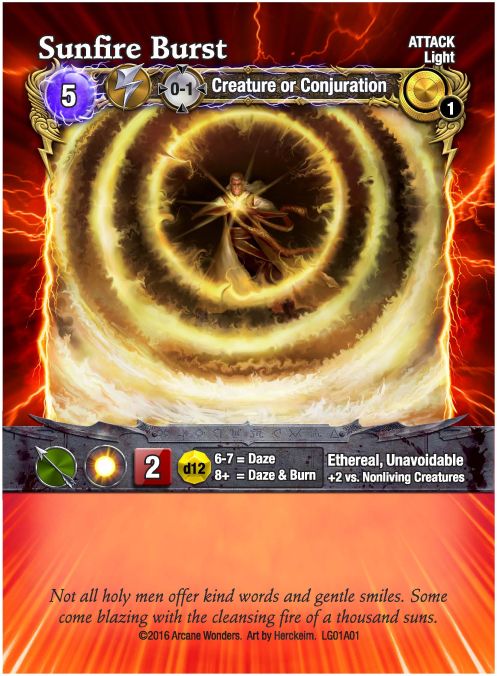 Sunfire Burst
ATTACK
Light
5
0-1
Creature or Conjuration
1
2
d12
6-7 = Daze
8+ = Daze & Burn
Ethereal, Unavoidable
+2 vs. Nonliving Creatures
Not all holy men offer kind words and gentle smiles. Some
come blazing with the cleansing fire of a thousand suns.
©2016 Arcane Wonders. Art by Herckeim. LG01A01